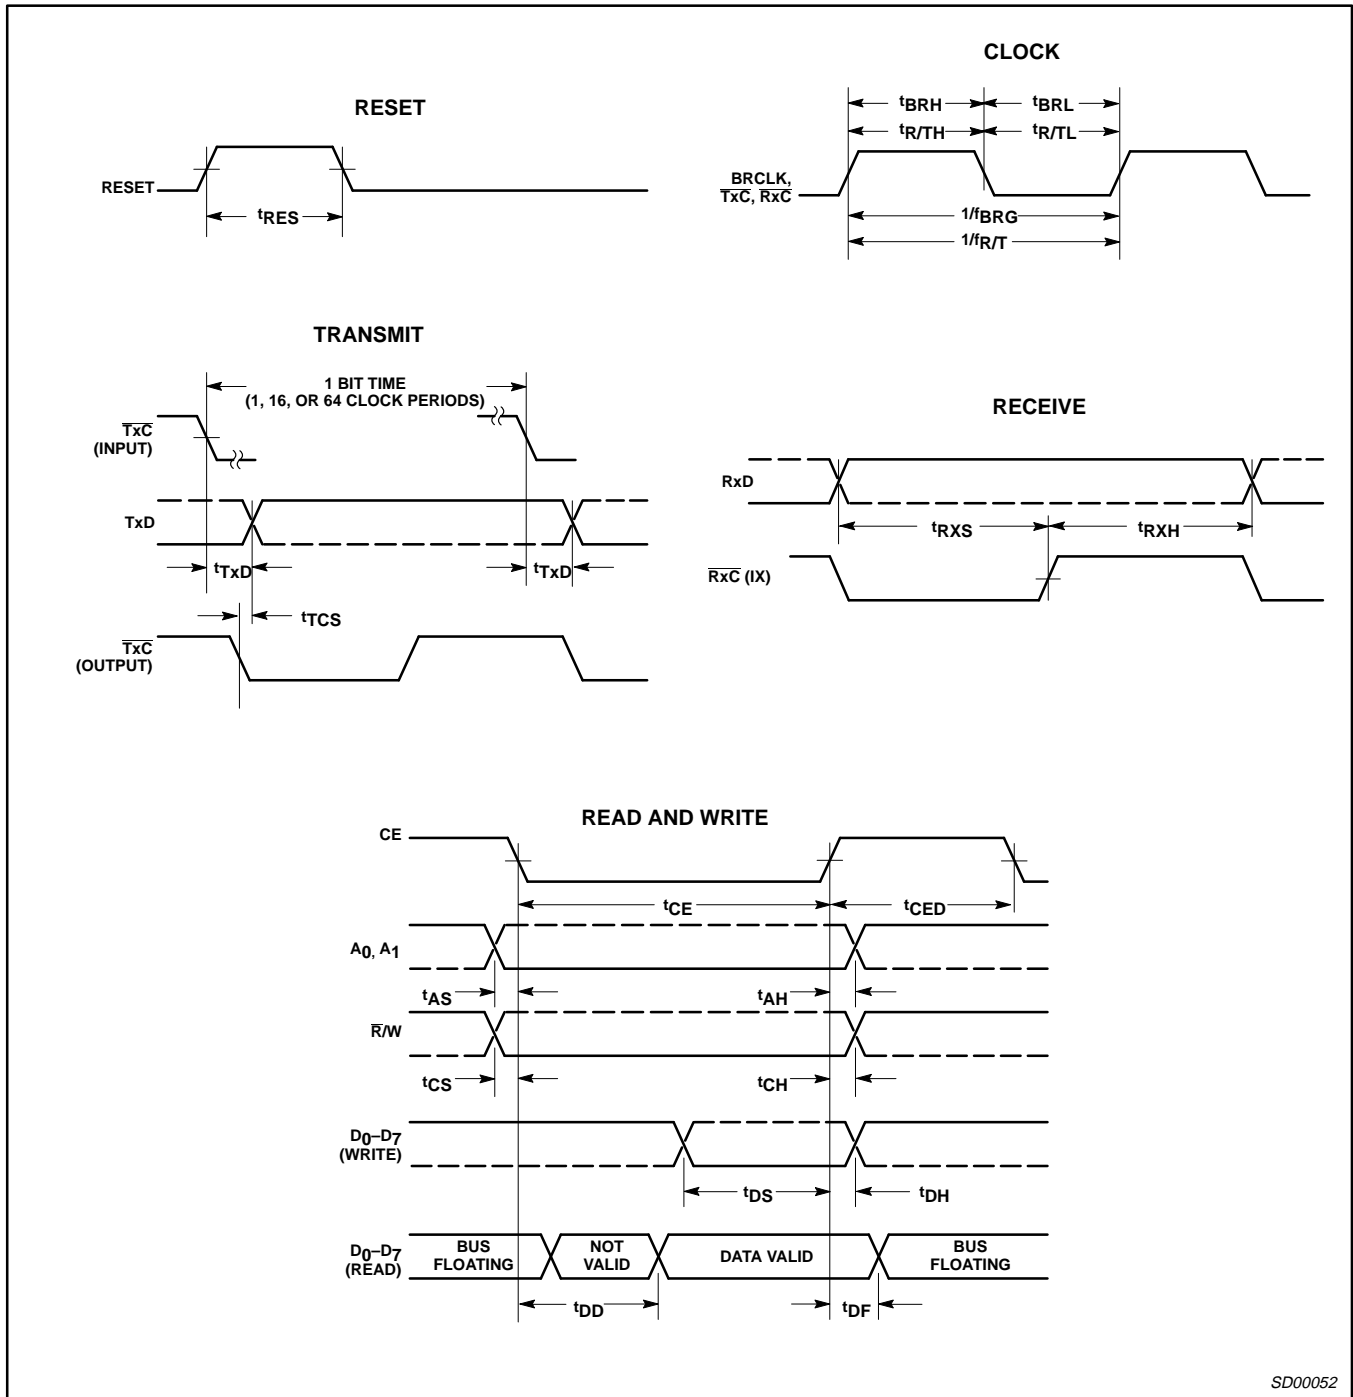 RESET
RESET
tRES
CLOCK
tBRH tBRL
tR/TH tR/TL
BRCLK,
TxC, RxC
1/fBRG
1/fR/T
TRANSMIT
1 BIT TIME
(1, 16, OR 64 CLOCK PERIODS)
TxC
(INPUT)
TxD
tTxD tTxD
tTCS
TxC
(OUTPUT)
RECEIVE
RxD
tRXS tRXH
RxC (IX)
READ AND WRITE
CE
tCE tCED
A0, A1
tAS tAH
R/W
tCS tCH
D0–D7
(WRITE)
tDS tDH
D0–D7
(READ)
BUS
FLOATING
NOT
VALID
DATA VALID
BUS
FLOATING
tDD tDF
SD00052